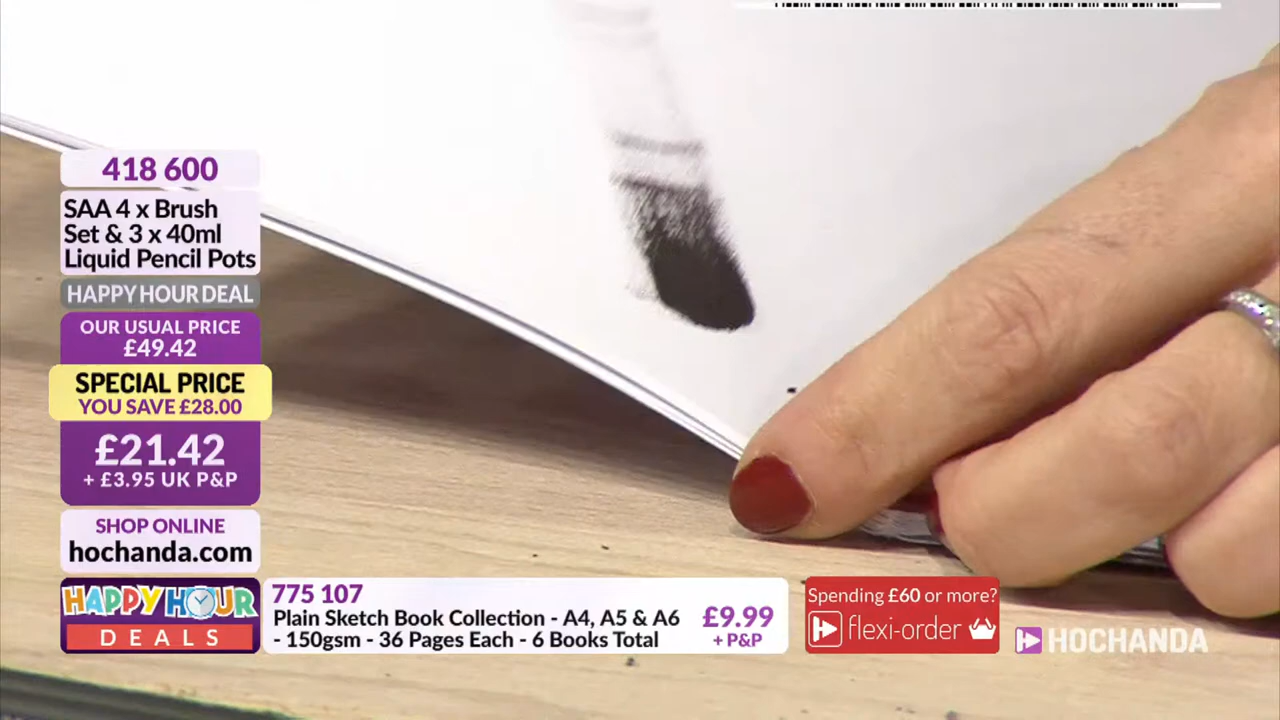 418 600
SAA 4 x Brush
Set & 3 x 40ml
Liquid Pencil Pots
HAPPY HOUR DEAL
OUR USUAL PRICE
£49.42
SPECIAL PRICE
YOU SAVE £28.00
£21.42
+ £3.95 UK P&P
SHOP ONLINE
hochanda.com
HAPPY HOUR
DEALS
775 107
Plain Sketch Book Collection - A4, A5 & A6
- 150gsm - 36 Pages Each - 6 Books Total
£9.99
+ P&P
Spending £60 or more?
flexi-order
HOCHANDA